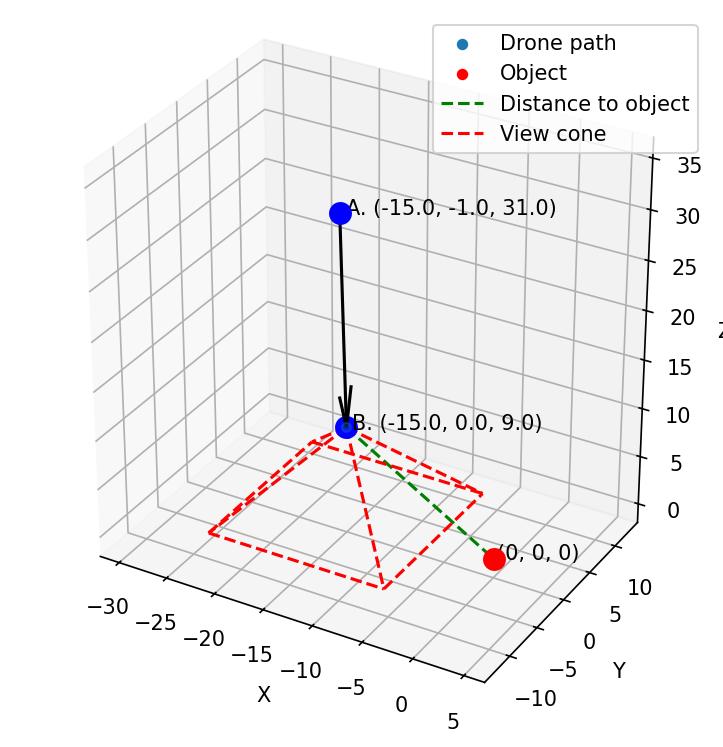 Drone path
Object
Distance to object
View cone
A. (-15.0, -1.0, 31.0)
B. (-15.0, 0.0, 9.0)
(0, 0, 0)
35
30
25
20
15
10
5
0
Z
−30
−25
−20
−15
−10
−5
0
5
X
10
5
0
−5
−10
Y